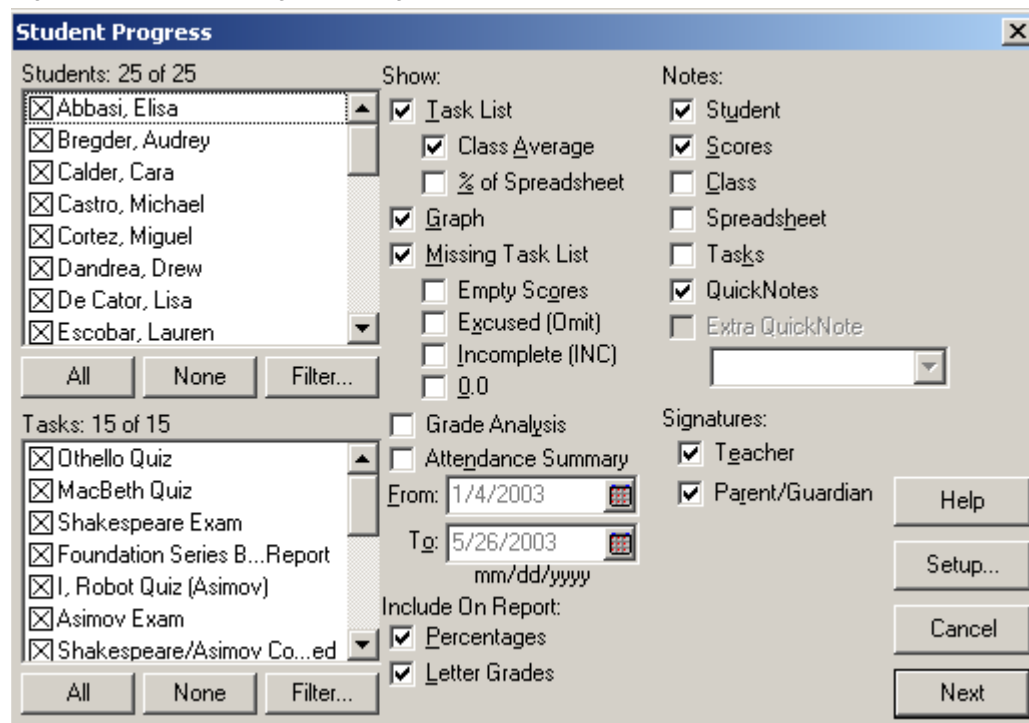 Student Progress
Students: 25 of 25
Abbasi, Elisa
Bregder, Audrey
Calder, Cara
Castro, Michael
Cortez, Miguel
Dandrea, Drew
De Cator, Lisa
Escobar, Lauren
All
None
Filter...
Tasks: 15 of 15
Othello Quiz
MacBeth Quiz
Shakespeare Exam
Foundation Series B...Report
I, Robot Quiz (Asimov)
Asimov Exam
Shakespeare/Asimov Co...ed
All
None
Filter...
Show:
Task List
Class Average
% of Spreadsheet
Graph
Missing Task List
Empty Scores
Excused (Omit)
Incomplete (INC)
0.0
Grade Analysis
Attendance Summary
From: 1/4/2003
To: 5/26/2003
mm/dd/yyyy
Include On Report:
Percentages
Letter Grades
Notes:
Student
Scores
Class
Spreadsheet
Tasks
QuickNotes
Extra QuickNote
Signatures:
Teacher
Parent/Guardian
Help
Setup...
Cancel
Next